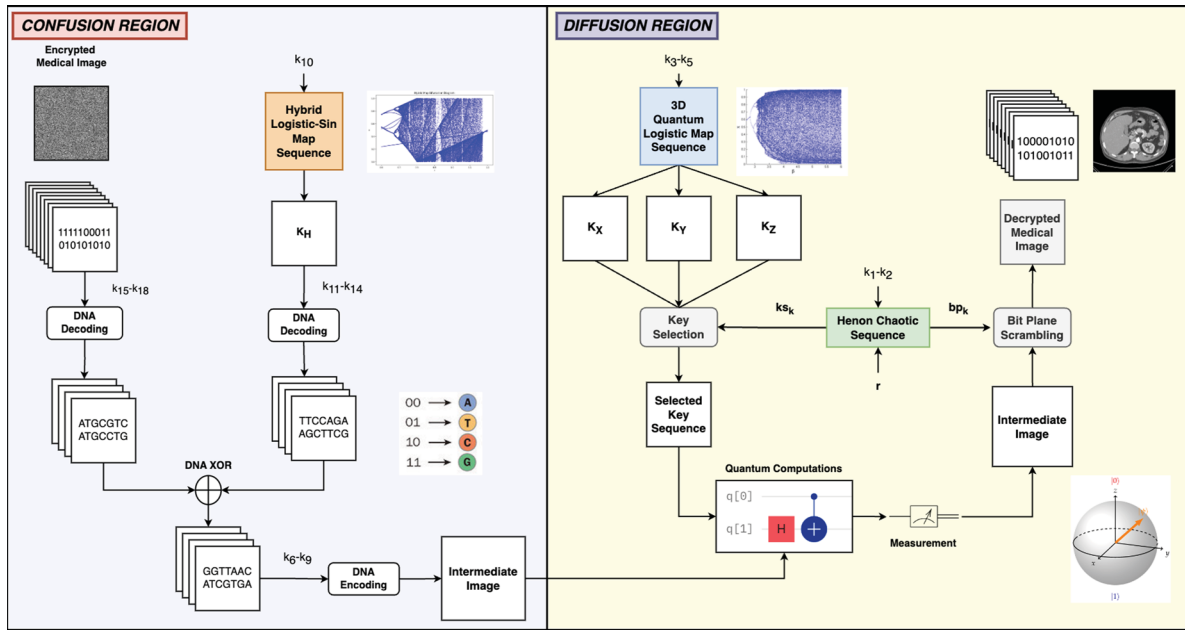 CONFUSION REGION
Encrypted
Medical Image
1111100011
010101010
k15-k18
DNA
Decoding
ATGCGTC
ATGCCTG
k10
Hybrid
Logistic-Sin
Map
Sequence
KH
k11-k14
DNA
Decoding
TTCCAGA
AGCTTCG
00 A
01 T
10 C
11 G
DNA XOR
GGTTAAC
ATCGTGA
k6-k9
DNA
Encoding
Intermediate
Image
DIFFUSION REGION
k3-k5
3D
Quantum
Logistic Map
Sequence
KX
KY
KZ
Key
Selection
ksk
k1-k2
Henon Chaotic
Sequence
r
bpk
Bit Plane
Scrambling
Decrypted
Medical
Image
100001010
101001011
Selected
Key
Sequence
Quantum Computations
q[0]
q[1]
H
+
Measurement
Intermediate
Image
|0⟩
z
y
x
|1⟩